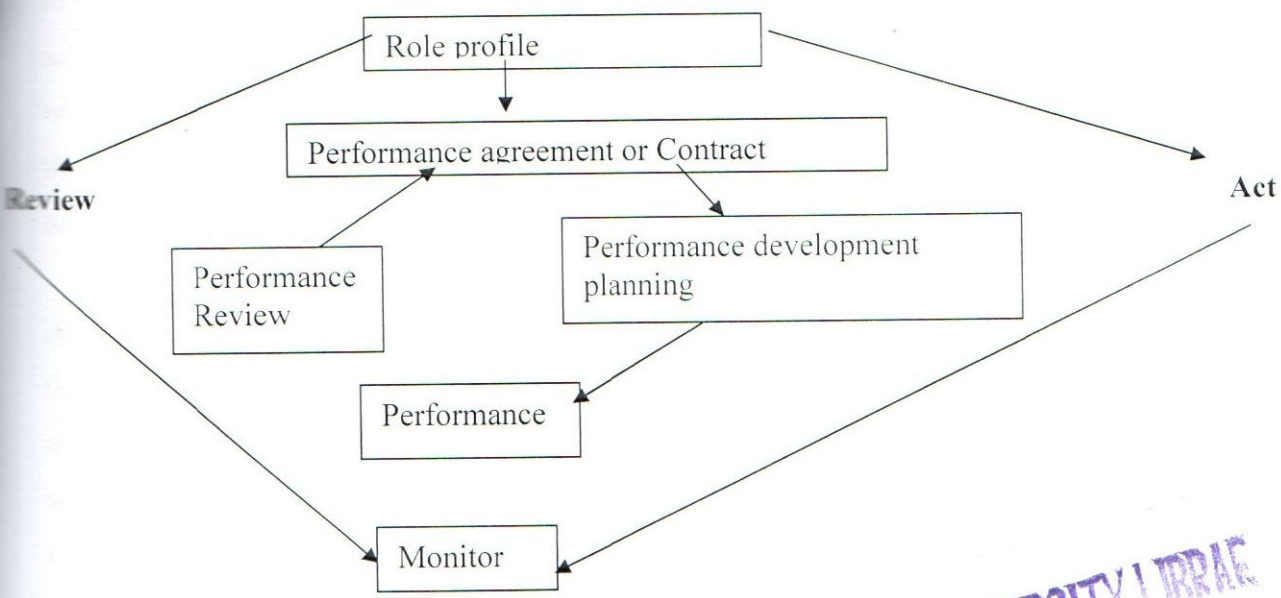 Role profile
Performance agreement or Contract
Review
Act
Performance development
planning
Performance
Review
Performance
Monitor